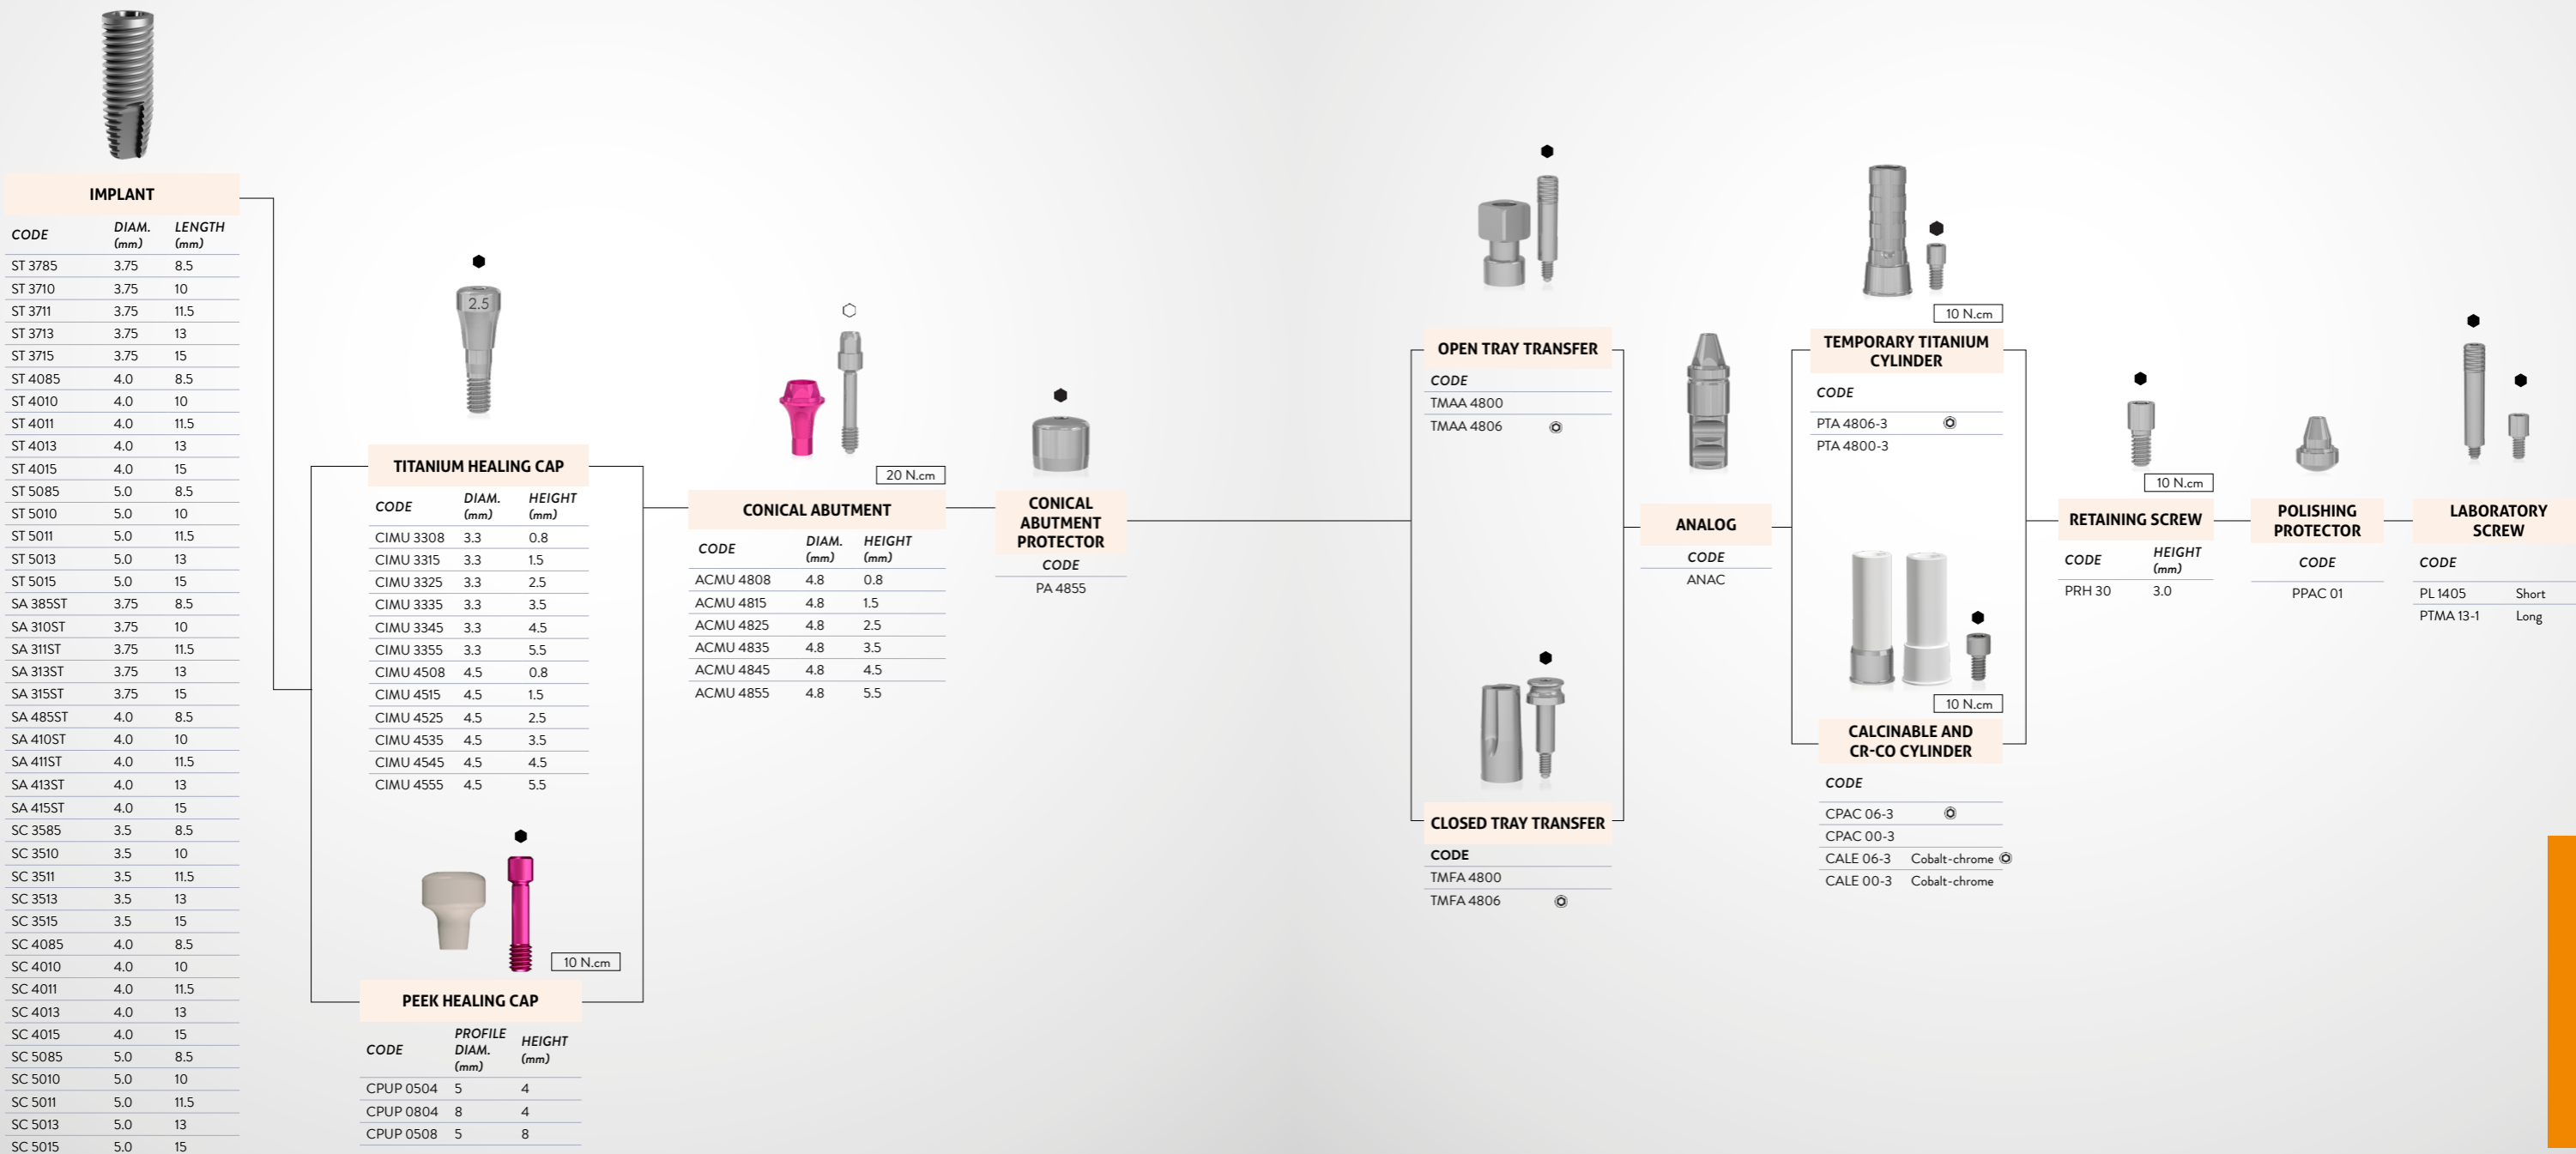 IMPLANT
CODE DIAM. (mm) LENGTH (mm)
ST 3785 3.75 8.5
ST 3710 3.75 10
ST 3711 3.75 11.5
ST 3713 3.75 13
ST 3715 3.75 15
ST 4085 4.0 8.5
ST 4010 4.0 10
ST 4011 4.0 11.5
ST 4013 4.0 13
ST 4015 4.0 15
ST 5085 5.0 8.5
ST 5010 5.0 10
ST 5011 5.0 11.5
ST 5013 5.0 13
ST 5015 5.0 15
SA 385ST 3.75 8.5
SA 310ST 3.75 10
SA 311ST 3.75 11.5
SA 313ST 3.75 13
SA 315ST 3.75 15
SA 485ST 4.0 8.5
SA 410ST 4.0 10
SA 411ST 4.0 11.5
SA 413ST 4.0 13
SA 415ST 4.0 15
SC 3585 3.5 8.5
SC 3510 3.5 10
SC 3511 3.5 11.5
SC 3513 3.5 13
SC 3515 3.5 15
SC 4085 4.0 8.5
SC 4010 4.0 10
SC 4011 4.0 11.5
SC 4013 4.0 13
SC 4015 4.0 15
SC 5085 5.0 8.5
SC 5010 5.0 10
SC 5011 5.0 11.5
SC 5013 5.0 13
SC 5015 5.0 15
2.5
TITANIUM HEALING CAP
CODE DIAM. (mm) HEIGHT (mm)
CIMU 3308 3.3 0.8
CIMU 3315 3.3 1.5
CIMU 3325 3.3 2.5
CIMU 3335 3.3 3.5
CIMU 3345 3.3 4.5
CIMU 3355 3.3 5.5
CIMU 4508 4.5 0.8
CIMU 4515 4.5 1.5
CIMU 4525 4.5 2.5
CIMU 4535 4.5 3.5
CIMU 4545 4.5 4.5
CIMU 4555 4.5 5.5
10 N.cm
PEEK HEALING CAP
CODE PROFILE DIAM. (mm) HEIGHT (mm)
CPUP 0504 5 4
CPUP 0804 8 4
CPUP 0508 5 8
20 N.cm
CONICAL ABUTMENT
CODE DIAM. (mm) HEIGHT (mm)
ACMU 4808 4.8 0.8
ACMU 4815 4.8 1.5
ACMU 4825 4.8 2.5
ACMU 4835 4.8 3.5
ACMU 4845 4.8 4.5
ACMU 4855 4.8 5.5
CONICAL
ABUTMENT
PROTECTOR
CODE
PA 4855
OPEN TRAY TRANSFER
CODE
TMAA 4800
TMAA 4806
CLOSED TRAY TRANSFER
CODE
TMFA 4800
TMFA 4806
ANALOG
CODE
ANAC
10 N.cm
TEMPORARY TITANIUM
CYLINDER
CODE
PTA 4806-3
PTA 4800-3
10 N.cm
CALCINABLE AND
CR-CO CYLINDER
CODE
CPAC 06-3
CPAC 00-3
CALE 06-3 Cobalt-chrome
CALE 00-3 Cobalt-chrome
10 N.cm
RETAINING SCREW
CODE HEIGHT (mm)
PRH 30 3.0
POLISHING
PROTECTOR
CODE
PPAC 01
LABORATORY
SCREW
CODE
PL 1405 Short
PTMA 13-1 Long